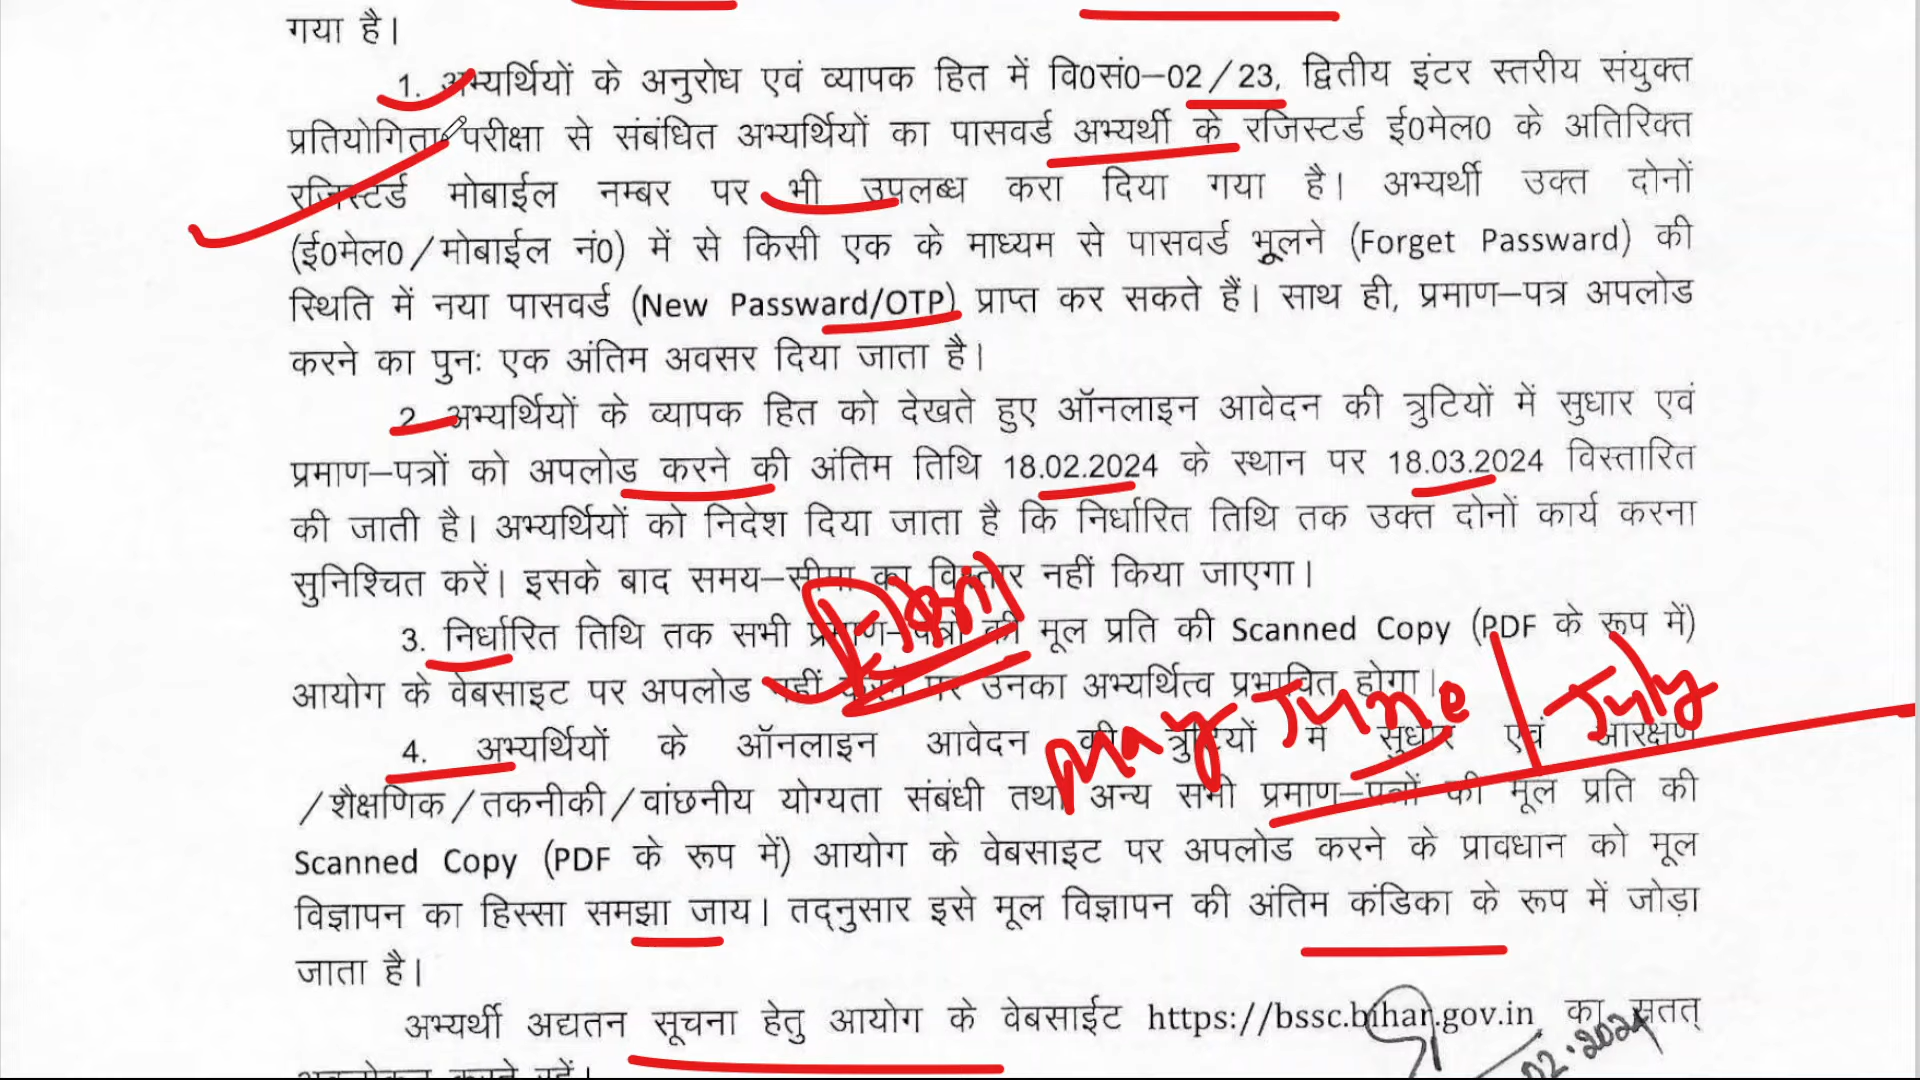 गया है।
1. अभ्यर्थियों के अनुरोध एवं व्यापक हित में वि0सं0–02/23, द्वितीय इंटर स्तरीय संयुक्त
प्रतियोगिता परीक्षा से संबंधित अभ्यर्थियों का पासवर्ड अभ्यर्थी के रजिस्टर्ड ई0मेल0 के अतिरिक्त
रजिस्टर्ड मोबाईल नम्बर पर भी उपलब्ध करा दिया गया है। अभ्यर्थी उक्त दोनों
(ई0मेल0/मोबाईल नं0) में से किसी एक के माध्यम से पासवर्ड भूलने (Forget Passward) की
स्थिति में नया पासवर्ड (New Passward/OTP) प्राप्त कर सकते हैं। साथ ही, प्रमाण–पत्र अपलोड
करने का पुनः एक अंतिम अवसर दिया जाता है।
2. अभ्यर्थियों के व्यापक हित को देखते हुए ऑनलाइन आवेदन की त्रुटियों में सुधार एवं
प्रमाण–पत्रों को अपलोड करने की अंतिम तिथि 18.02.2024 के स्थान पर 18.03.2024 विस्तारित
की जाती है। अभ्यर्थियों को निदेश दिया जाता है कि निर्धारित तिथि तक उक्त दोनों कार्य करना
सुनिश्चित करें। इसके बाद समय–सीमा का विस्तार नहीं किया जाएगा।
3. निर्धारित तिथि तक सभी प्रमाण–पत्रों की मूल प्रति की Scanned Copy (PDF के रूप में)
आयोग के वेबसाइट पर अपलोड नहीं करने पर उनका अभ्यर्थित्व प्रभावित होगा।
May June / July
4. अभ्यर्थियों के ऑनलाइन आवेदन की त्रुटियों में सुधार एवं आरक्षण
/शैक्षणिक/तकनीकी/वांछनीय योग्यता संबंधी तथा अन्य सभी प्रमाण–पत्रों की मूल प्रति की
Scanned Copy (PDF के रूप में) आयोग के वेबसाइट पर अपलोड करने के प्रावधान को मूल
विज्ञापन का हिस्सा समझा जाय। तद्नुसार इसे मूल विज्ञापन की अंतिम कंडिका के रूप में जोड़ा
जाता है।
अभ्यर्थी अद्यतन सूचना हेतु आयोग के वेबसाईट https://bssc.bihar.gov.in का सतत्
02.2024